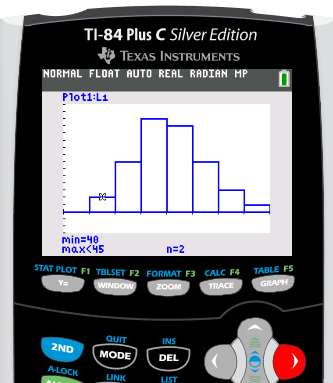 TI-84 Plus C Silver Edition
TEXAS INSTRUMENTS
NORMAL FLOAT AUTO REAL RADIAN MP
Plot1:L1
min=40
max<45 n=2
STAT PLOT F1 TBLSET F2 FORMAT F3 CALC F4 TABLE F5
Y= WINDOW ZOOM TRACE GRAPH
QUIT INS
2ND MODE DEL
A-LOCK LINK LIST